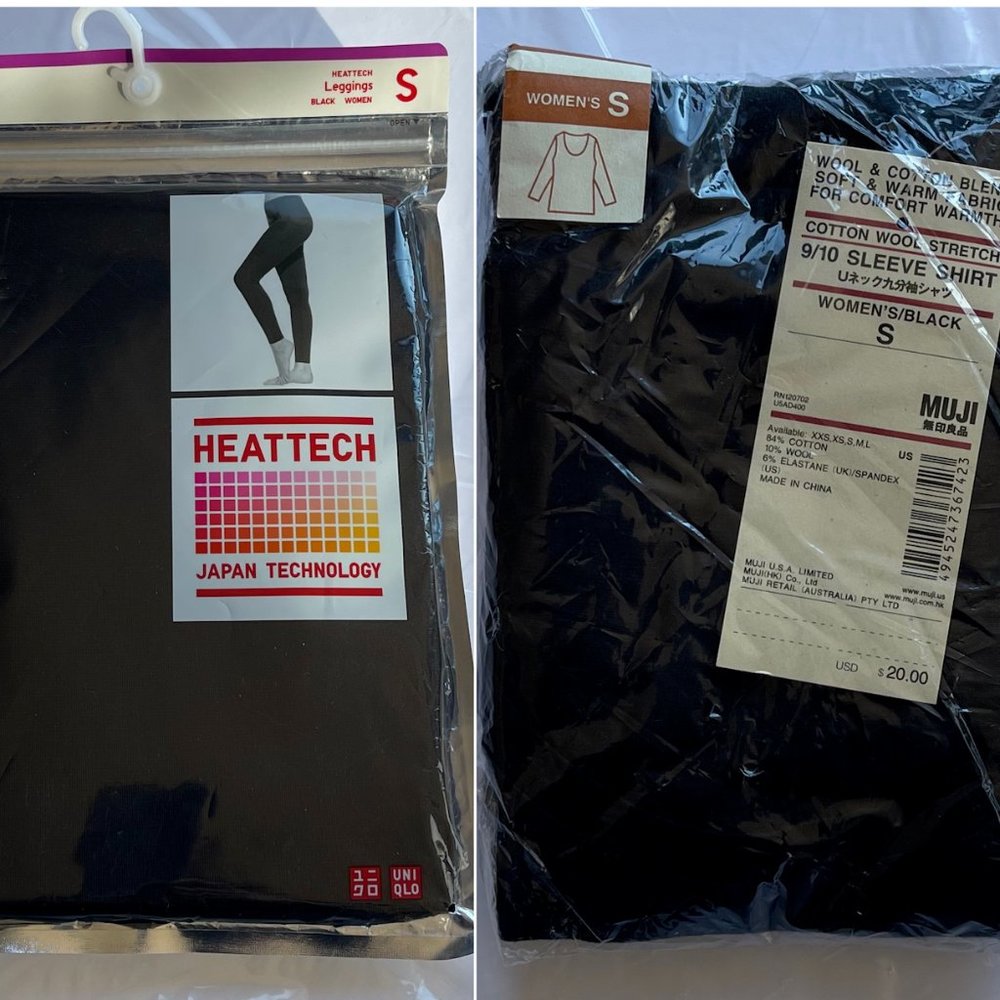 HEATTECH
Leggings
BLACK WOMEN
S
OPEN ▼
HEATTECH
JAPAN TECHNOLOGY
ユニ
クロ
UNI
QLO
WOMEN'S S
WOOL & COTTON BLEN
SOFT & WARM FABRIC
FOR COMFORT WARMTH
COTTON WOOL STRETCH
9/10 SLEEVE SHIRT
Uネック九分袖シャツ
WOMEN'S/BLACK
S
RN120702
U5AD400
MUJI
無印良品
Available: XXS,XS,S,M,L
84% COTTON
10% WOOL
6% ELASTANE (UK)/SPANDEX
(US)
MADE IN CHINA
US
4945247367423
MUJI U.S.A. LIMITED
MUJI(HK) Co., Ltd
MUJI RETAIL (AUSTRALIA) PTY LTD
www.muji.us
www.muji.com.hk
USD $20.00